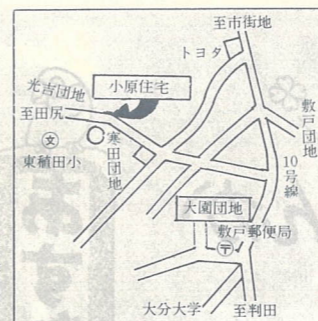 至市街地
トヨタ
小原住宅
光吉団地
至田尻
文
東稙田小
寒田団地
敷戸団地
10号線
大園団地
敷戸郵便局
〒
大分大学
至判田